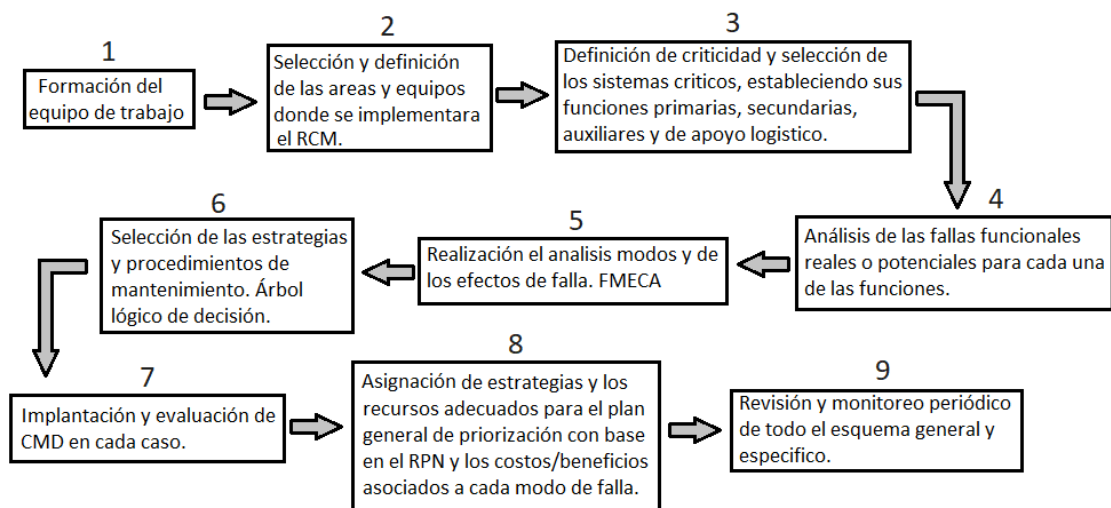 1
Formación del
equipo de trabajo
2
Selección y definición
de las areas y equipos
donde se implementara
el RCM.
3
Definición de criticidad y selección de
los sistemas criticos, estableciendo sus
funciones primarias, secundarias,
auxiliares y de apoyo logistico.
4
Análisis de las fallas funcionales
reales o potenciales para cada una
de las funciones.
5
Realización el analisis modos y de
los efectos de falla. FMECA
6
Selección de las estrategias
y procedimientos de
mantenimiento. Árbol
lógico de decisión.
7
Implantación y evaluación de
CMD en cada caso.
8
Asignación de estrategias y los
recursos adecuados para el plan
general de priorización con base
en el RPN y los costos/beneficios
asociados a cada modo de falla.
9
Revisión y monitoreo periódico
de todo el esquema general y
especifico.